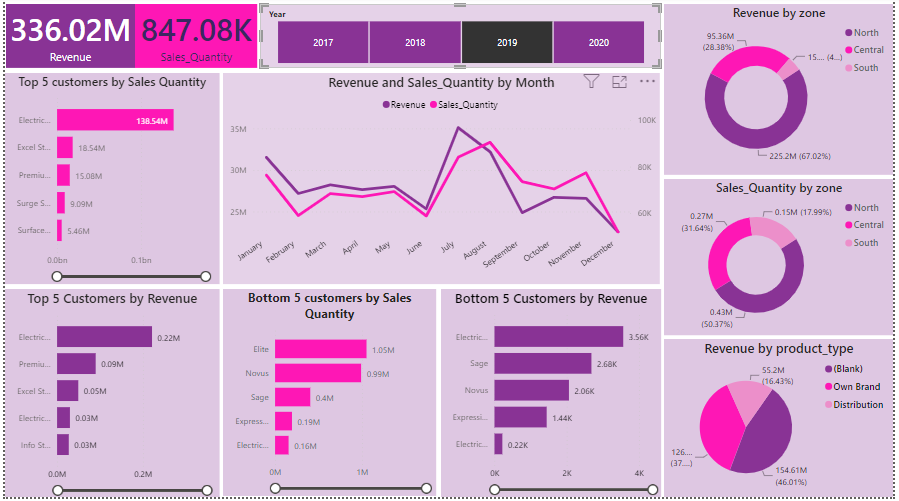 336.02M
Revenue
847.08K
Sales_Quantity
Year
2017
2018
2019
2020
Top 5 customers by Sales Quantity
Electric...
138.54M
Excel St...
18.54M
Premiu...
15.08M
Surge S...
9.09M
Surface...
5.46M
0.0bn
0.1bn
Revenue and Sales_Quantity by Month
Revenue
Sales_Quantity
35M
30M
25M
100K
80K
60K
January
February
March
April
May
June
July
August
September
October
November
December
Top 5 Customers by Revenue
Electric...
0.22M
Premiu...
0.09M
Excel St...
0.05M
Electric...
0.03M
Info St...
0.03M
0.0M
0.2M
Bottom 5 customers by Sales
Quantity
Elite
1.05M
Novus
0.99M
Sage
0.4M
Express...
0.19M
Electric...
0.16M
0M
1M
Bottom 5 Customers by Revenue
Electric...
3.56K
Sage
2.68K
Novus
2.06K
Expressi...
1.44K
Electric...
0.22K
0K
2K
4K
Revenue by zone
95.36M
(28.38%)
15.... (4...)
225.2M (67.02%)
North
Central
South
Sales_Quantity by zone
0.27M
(31.64%)
0.15M (17.99%)
0.43M
(50.37%)
North
Central
South
Revenue by product_type
55.2M
(16.43%)
126....
(37....)
154.61M
(46.01%)
(Blank)
Own Brand
Distribution